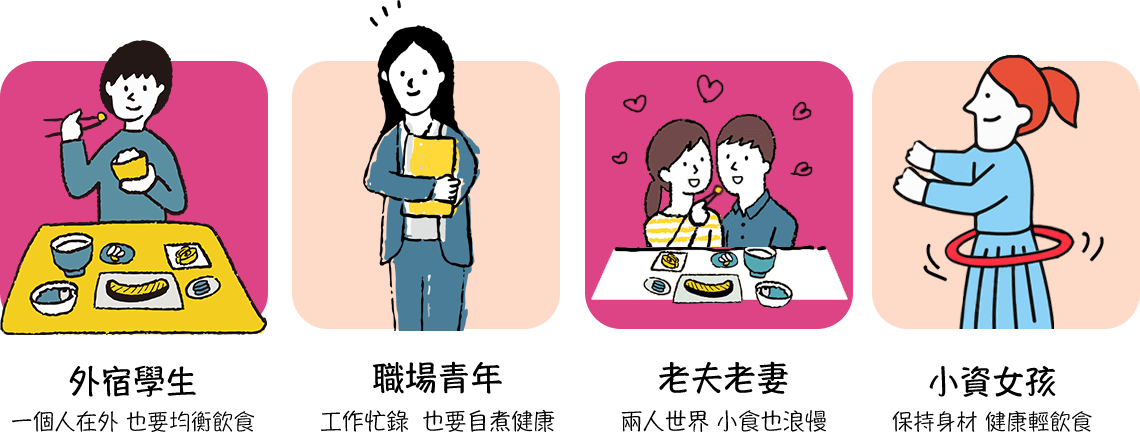 外宿學生
一個人在外 也要均衡飲食
職場青年
工作忙錄 也要自煮健康
老夫老妻
兩人世界 小食也浪慢
小資女孩
保持身材 健康輕飲食